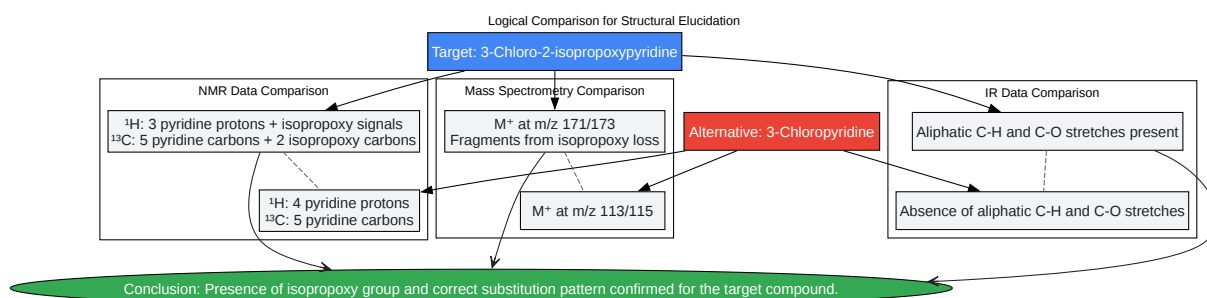 Logical Comparison for Structural Elucidation
Target: 3-Chloro-2-isopropoxypyridine
NMR Data Comparison
Mass Spectrometry Comparison
IR Data Comparison
¹H: 3 pyridine protons + isopropoxy signals
¹³C: 5 pyridine carbons + 2 isopropoxy carbons
M⁺ at m/z 171/173
Fragments from isopropoxy loss
Alternative: 3-Chloropyridine
Aliphatic C-H and C-O stretches present
¹H: 4 pyridine protons
¹³C: 5 pyridine carbons
M⁺ at m/z 113/115
Absence of aliphatic C-H and C-O stretches
Conclusion: Presence of isopropoxy group and correct substitution pattern confirmed for the target compound.